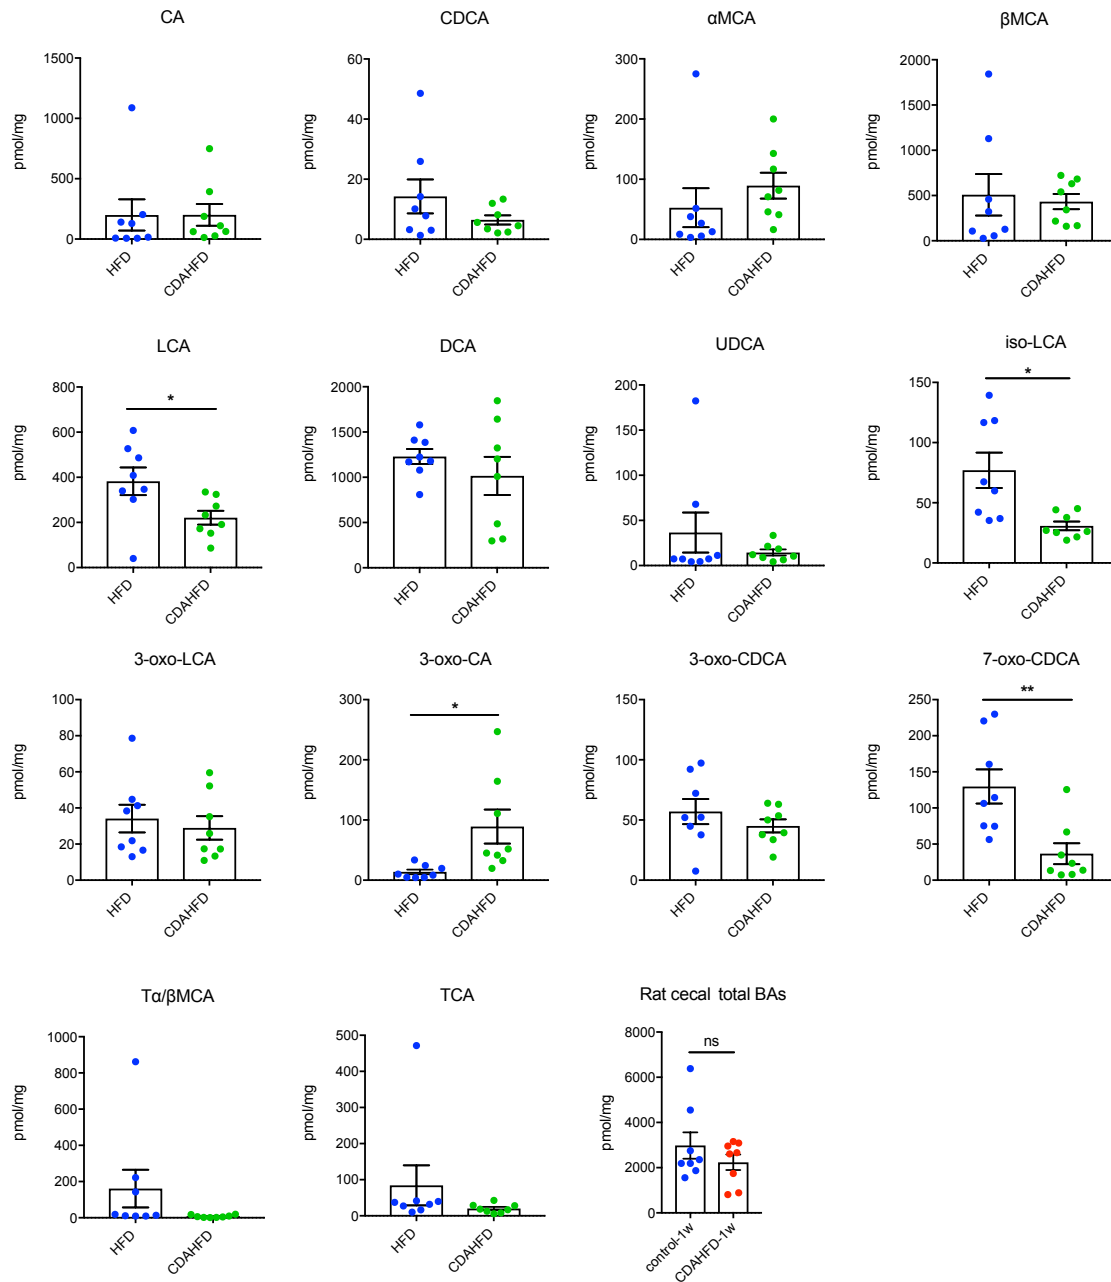 CA
CDCA
αMCA
βMCA
pmol/mg
1500
1000
500
0
HFD
CDAHFD
pmol/mg
60
40
20
0
HFD
CDAHFD
pmol/mg
300
200
100
0
HFD
CDAHFD
pmol/mg
2000
1500
1000
500
0
HFD
CDAHFD
LCA
DCA
UDCA
iso-LCA
pmol/mg
800
600
400
200
0
*
HFD
CDAHFD
pmol/mg
2000
1500
1000
500
0
HFD
CDAHFD
pmol/mg
200
150
100
50
0
HFD
CDAHFD
pmol/mg
150
100
50
0
*
HFD
CDAHFD
3-oxo-LCA
3-oxo-CA
3-oxo-CDCA
7-oxo-CDCA
pmol/mg
100
80
60
40
20
0
HFD
CDAHFD
pmol/mg
300
200
100
0
*
HFD
CDAHFD
pmol/mg
150
100
50
0
HFD
CDAHFD
pmol/mg
250
200
150
100
50
0
**
HFD
CDAHFD
Tα/βMCA
TCA
Rat cecal total BAs
pmol/mg
1000
800
600
400
200
0
HFD
CDAHFD
pmol/mg
500
400
300
200
100
0
HFD
CDAHFD
pmol/mg
8000
6000
4000
2000
0
ns
control-1w
CDAHFD-1w